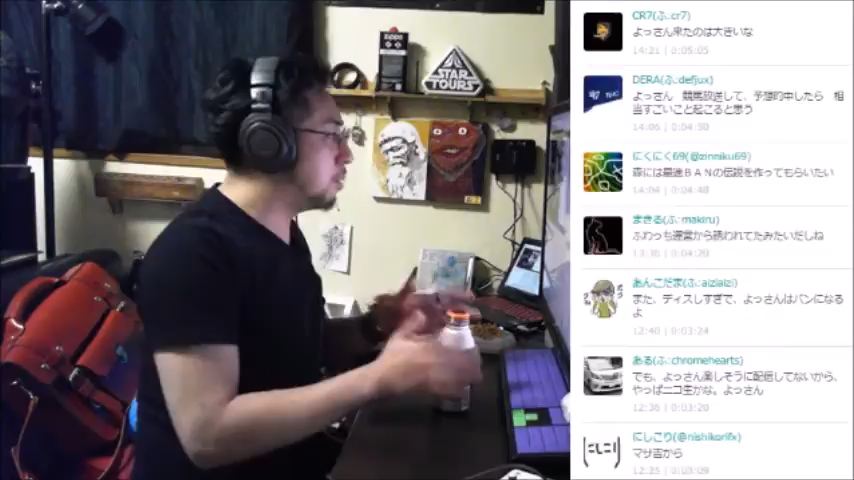 STAR
TOURS
CR7(ふ:cr7)
よっさん来たのは大きいな
14:21 | 0:05:05
DERA(ふ:defjux)
よっさん 競馬放送して、予想的中したら 相
当すごいこと起こると思う
14:06 | 0:04:50
にくにく69(@zinniku69)
森には最速BANの伝説を作ってもらいたい
14:04 | 0:04:48
まきる(ふ:makiru)
ふわっち運営から誘われてたみたいだしね
13:36 | 0:04:20
あんこだま(ふ:aiziaizi)
また、ディスしすぎで、よっさんはバンになる
よ
12:40 | 0:03:24
ある(ふ:chromehearts)
でも、よっさん楽しそうに配信してないから、
やっぱニコ生かな。よっさん
12:36 | 0:03:20
にしこり(@nishikorifx)
マサ吉から
12:25 | 0:03:09